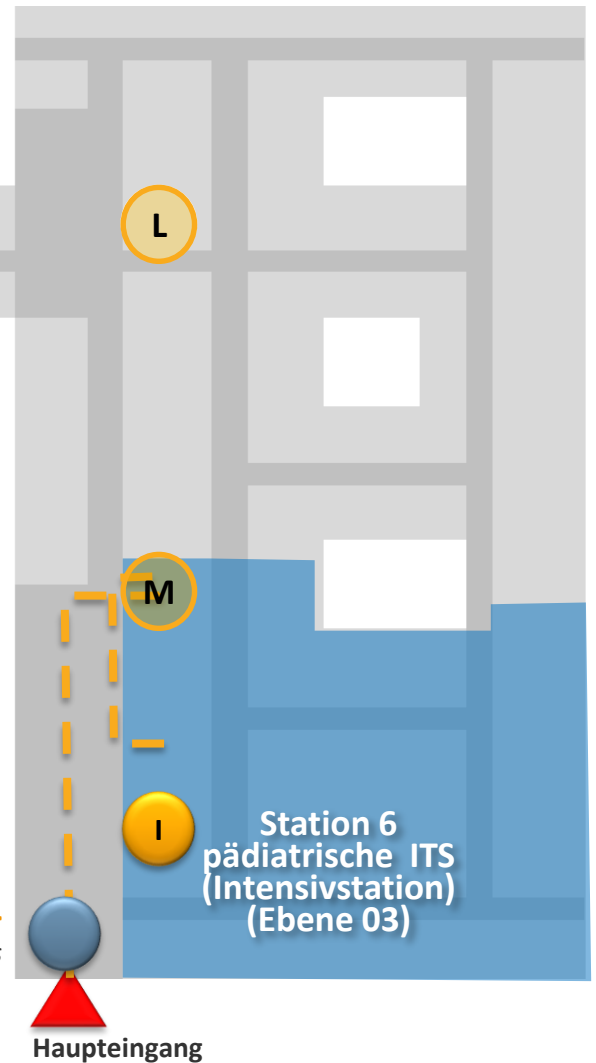 L
M
I
Station 6
pädiatrische ITS
(Intensivstation)
(Ebene 03)
Haupteingang